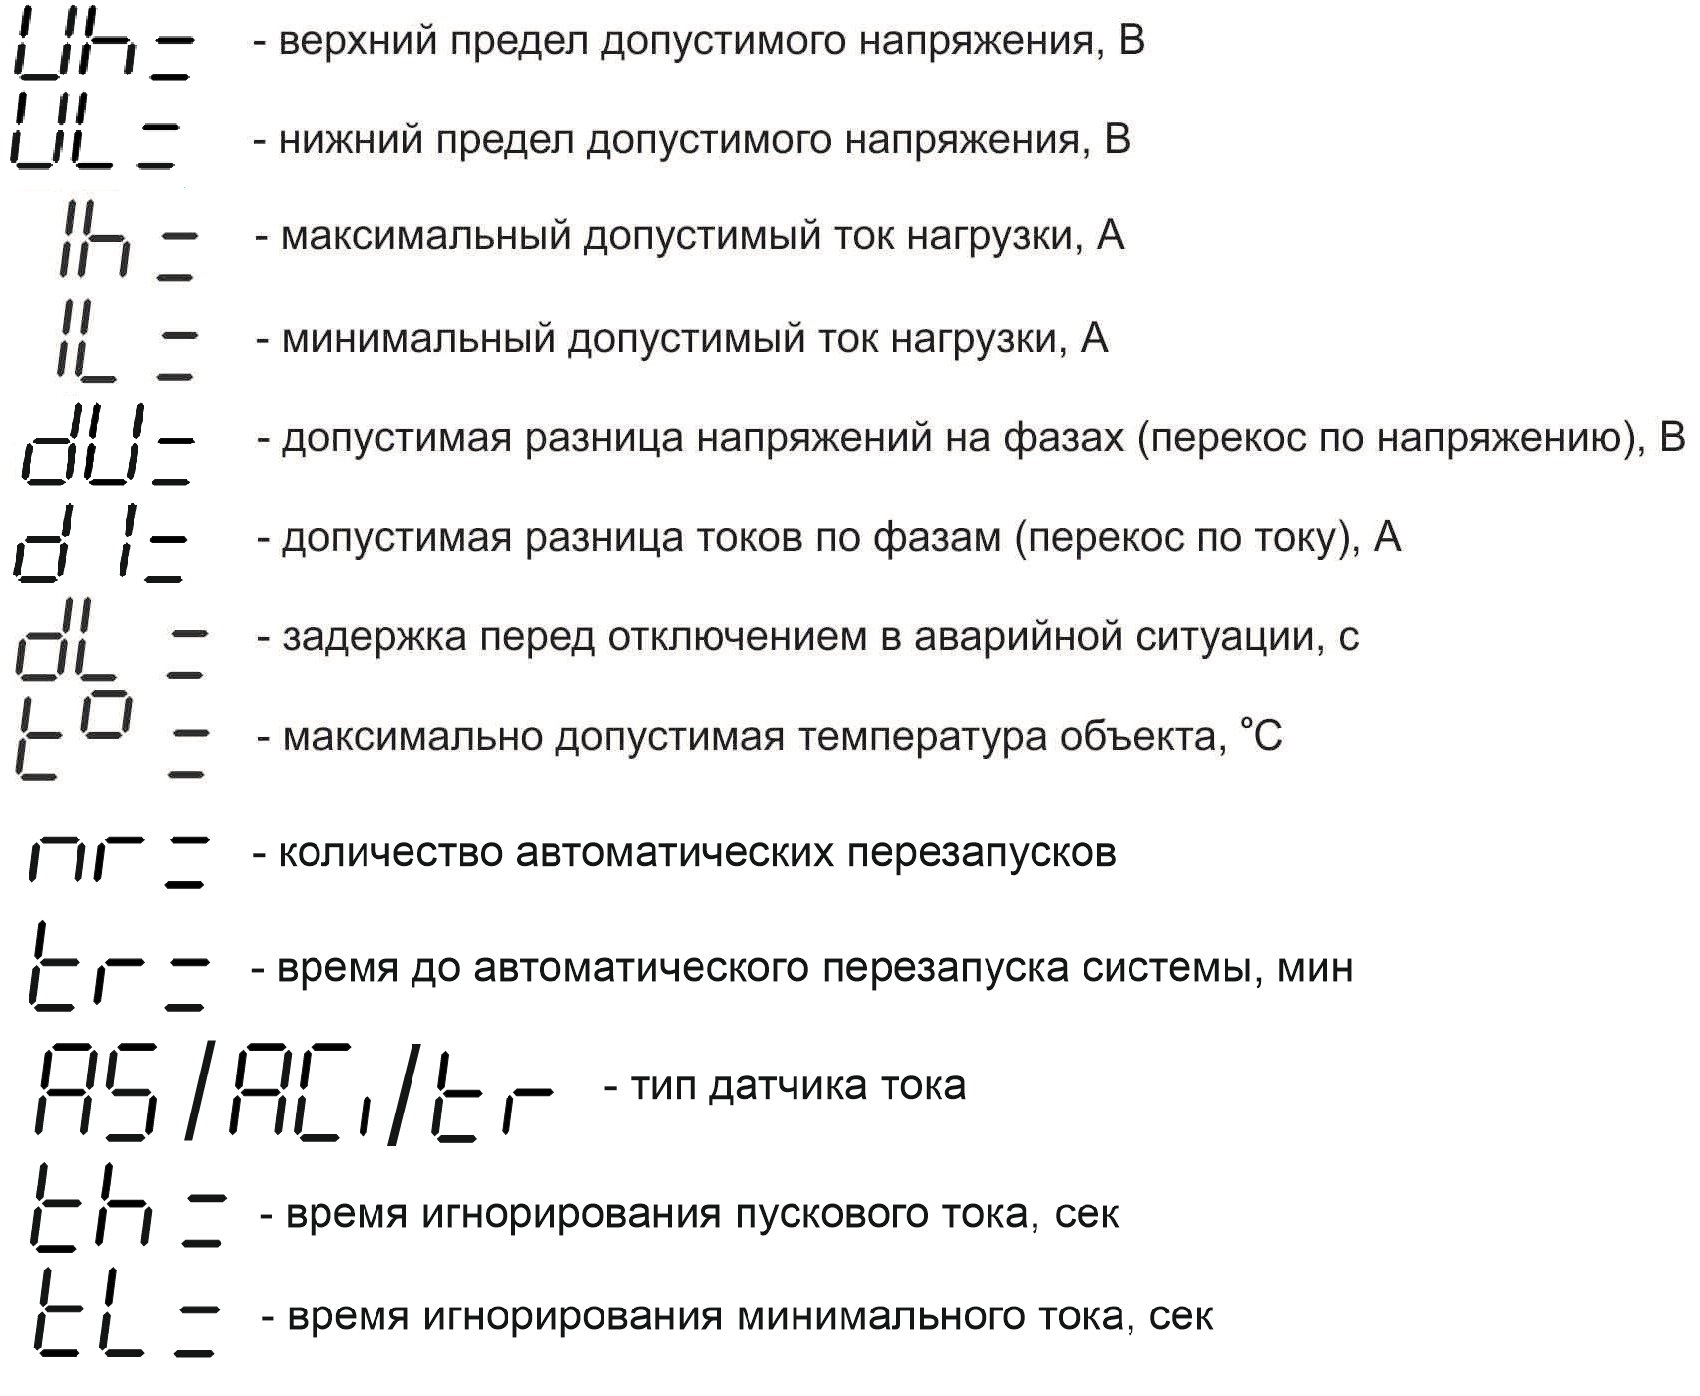 Uh= - верхний предел допустимого напряжения, В
UL= - нижний предел допустимого напряжения, В
Ih = - максимальный допустимый ток нагрузки, А
IL = - минимальный допустимый ток нагрузки, А
dU= - допустимая разница напряжений на фазах (перекос по напряжению), В
dI= - допустимая разница токов по фазам (перекос по току), А
dL = - задержка перед отключением в аварийной ситуации, с
t° = - максимально допустимая температура объекта, °С
nr = - количество автоматических перезапусков
tr = - время до автоматического перезапуска системы, мин
AS/ACi/tr - тип датчика тока
th = - время игнорирования пускового тока, сек
tL = - время игнорирования минимального тока, сек